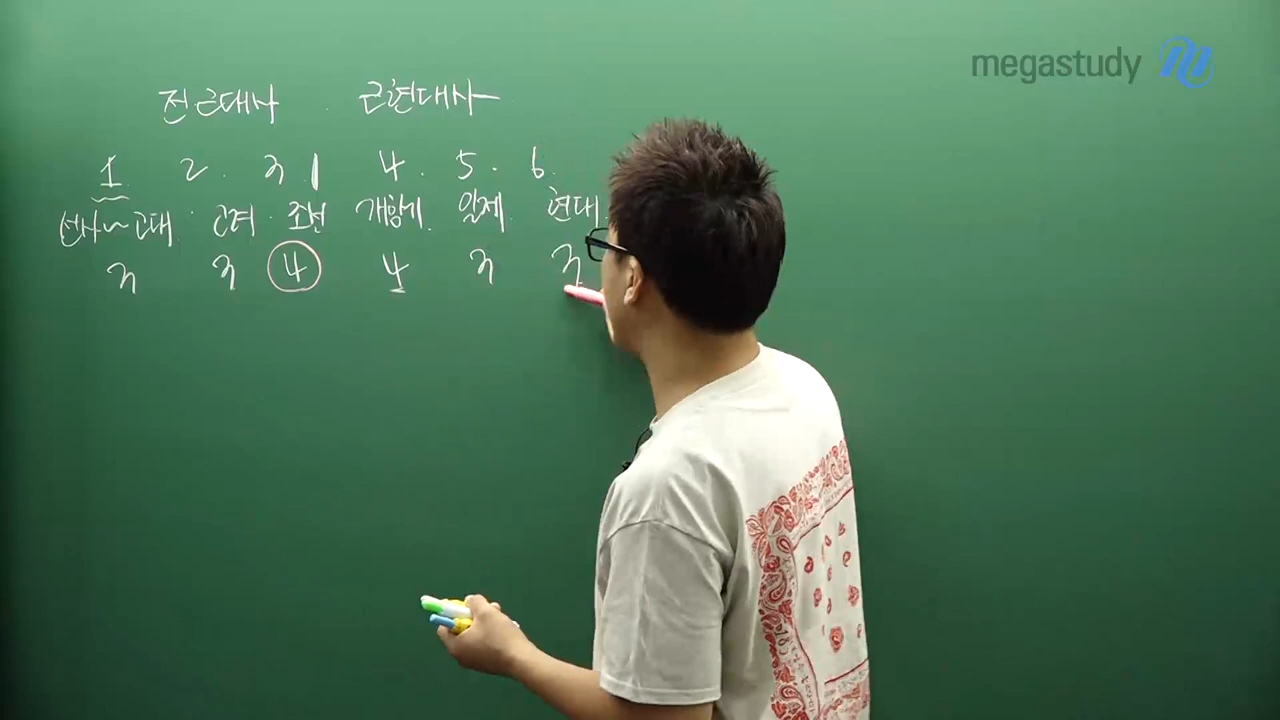 megastudy
전근대사 . 근현대사
1. 2. 3 | 4. 5. 6.
선사~고대. 고려. 조선 개항기. 일제. 현대.
3 3 4 4 3 3